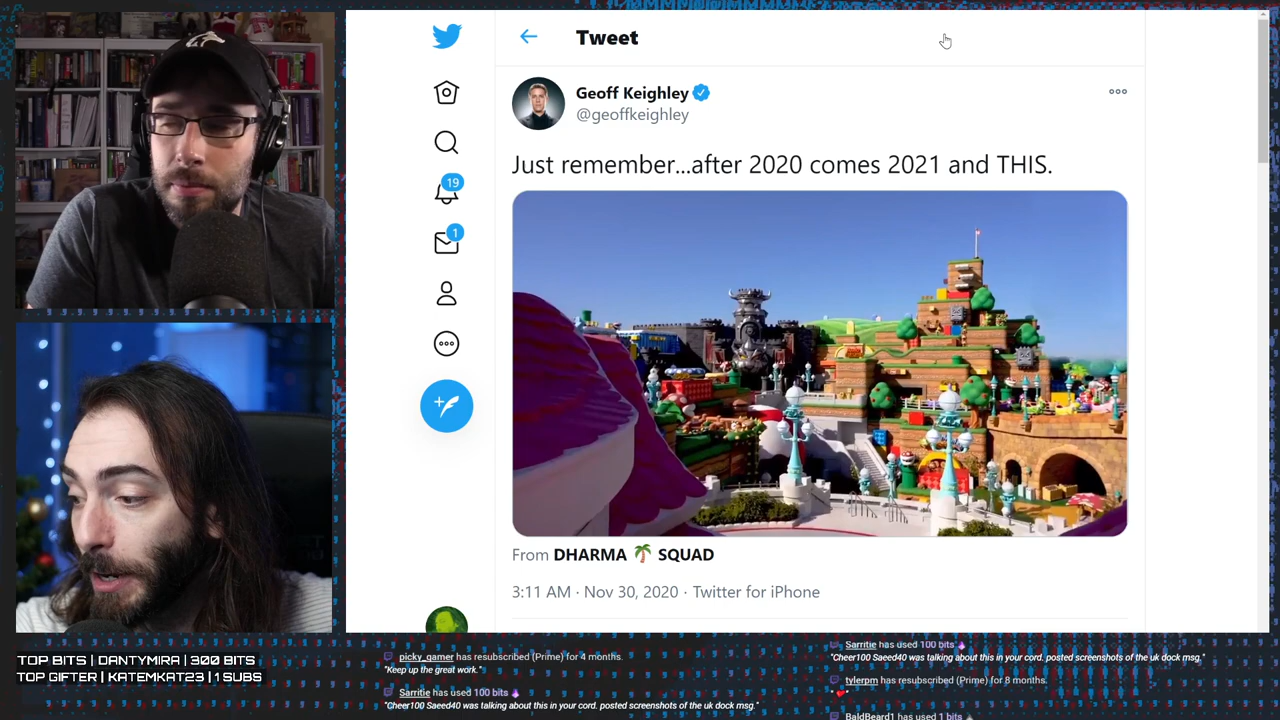 Tweet
Geoff Keighley
@geoffkeighley
Just remember...after 2020 comes 2021 and THIS.
19
1
From DHARMA 🌴 SQUAD
3:11 AM · Nov 30, 2020 · Twitter for iPhone
TOP BITS | DANTYMIRA | 300 BITS
TOP GIFTER | KATEMKAT23 | 1 SUBS
picky_gamer has resubscribed (Prime) for 4 months.
"Keep up the great work."
Sarritie has used 100 bits
"Cheer100 Saeed40 was talking about this in your cord. posted screenshots of the uk dock msg."
Sarritie has used 100 bits
"Cheer100 Saeed40 was talking about this in your cord. posted screenshots of the uk dock msg."
tylerpm has resubscribed (Prime) for 8 months.
"❤"
BaldBeard1 has used 1 bits